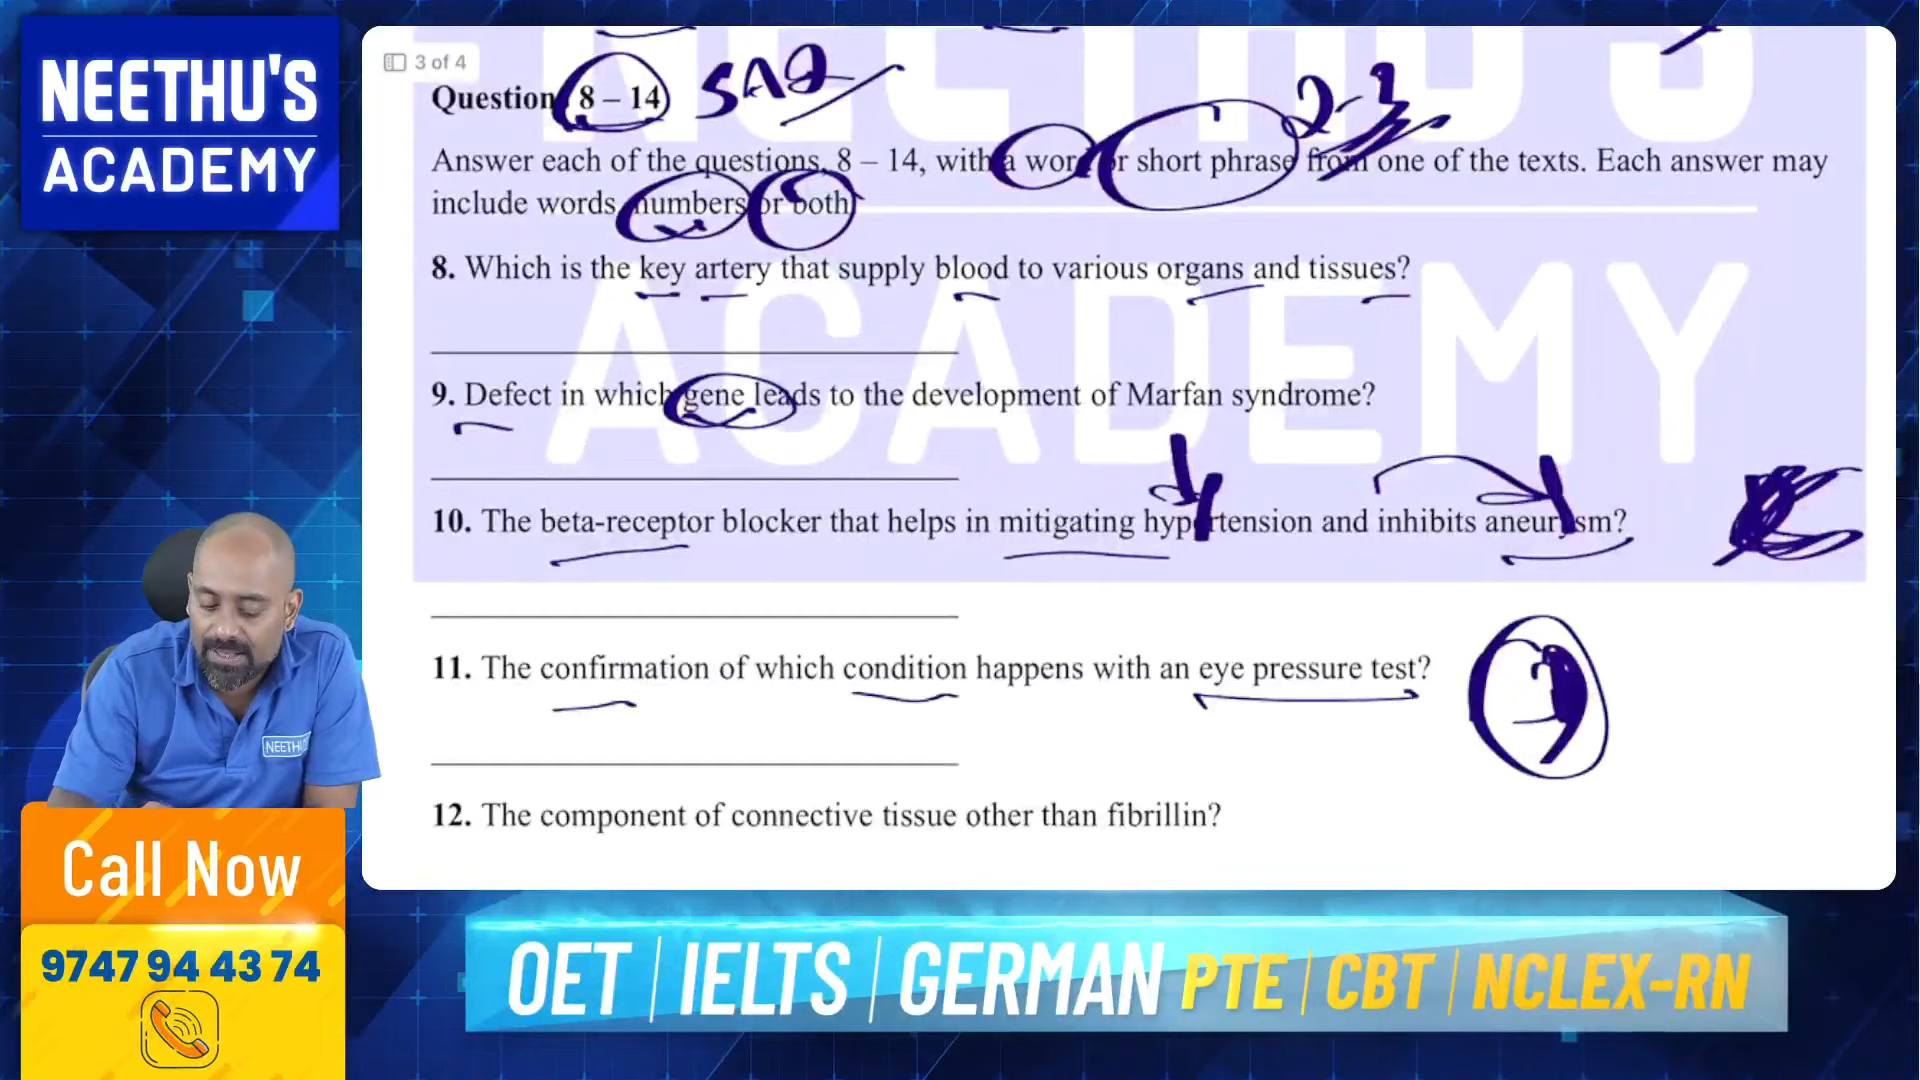 NEETHU'S
ACADEMY
3 of 4
Question 8 – 14
SAQ
2-3
Answer each of the questions, 8 – 14, with a word or short phrase from one of the texts. Each answer may
include words, numbers or both
8. Which is the key artery that supply blood to various organs and tissues?
9. Defect in which gene leads to the development of Marfan syndrome?
10. The beta-receptor blocker that helps in mitigating hypertension and inhibits aneurysm?
11. The confirmation of which condition happens with an eye pressure test?
12. The component of connective tissue other than fibrillin?
ACADEMY
NEETHU'S
Call Now
9747 94 43 74
OET | IELTS | GERMAN PTE | CBT | NCLEX-RN